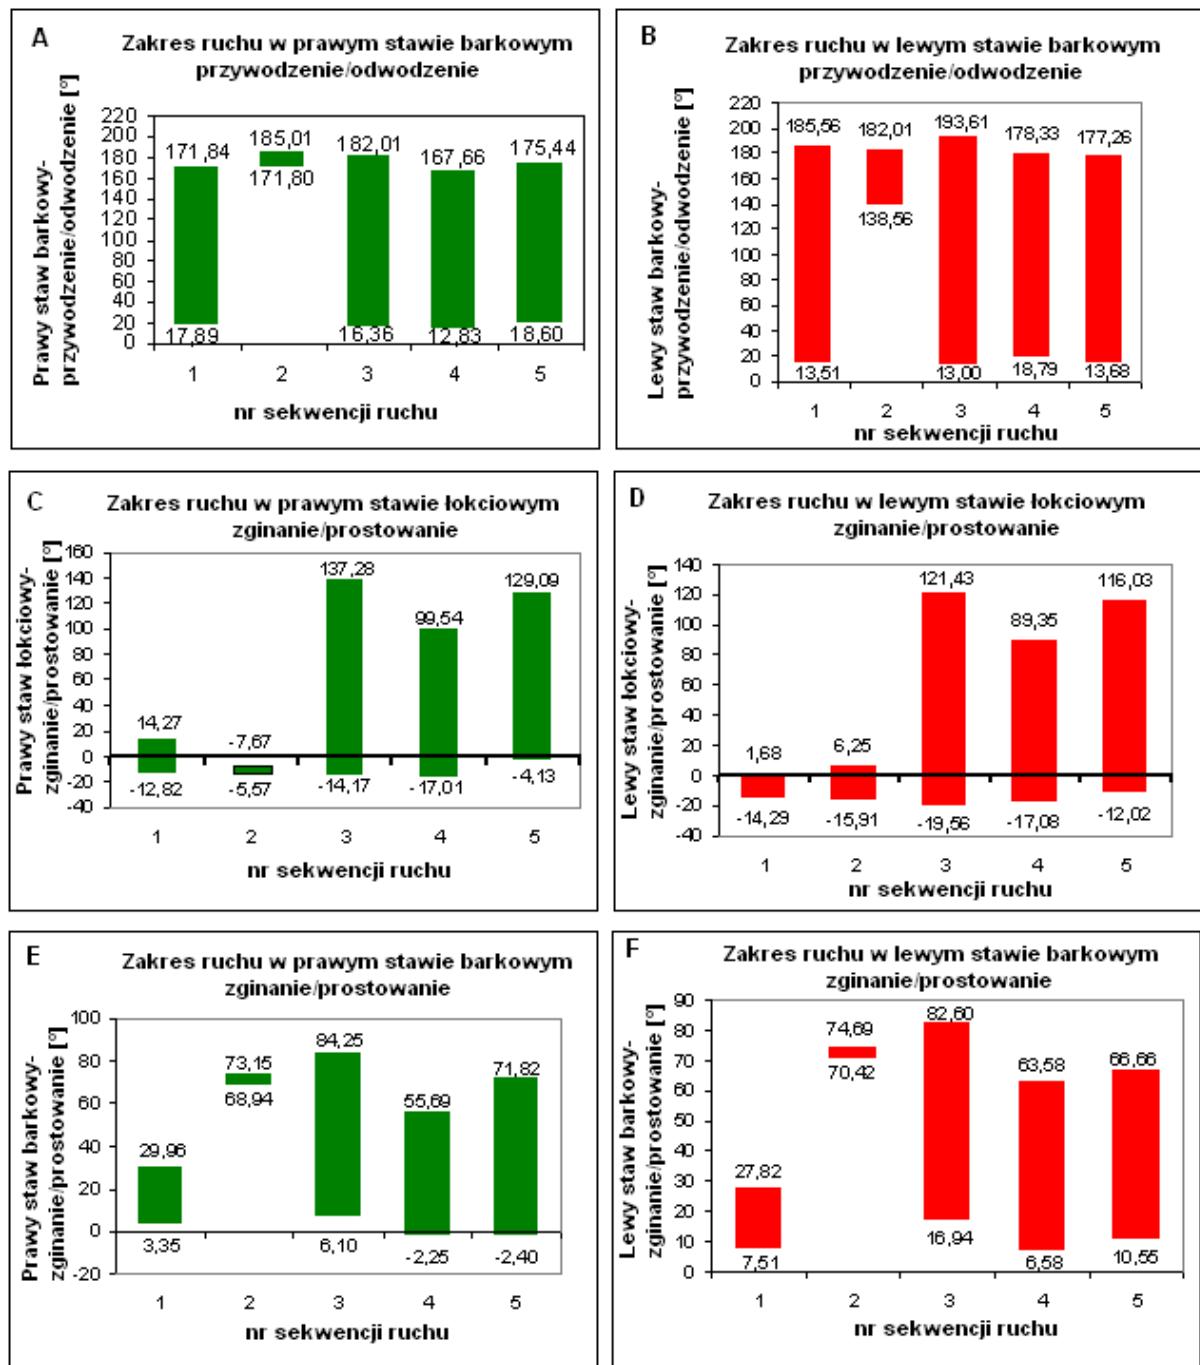 A
Zakres ruchu w prawym stawie barkowym
przywodzenie/odwodzenie
Prawy staw barkowy-
przywodzenie/odwodzenie [°]
220
200
180
160
140
120
100
80
60
40
20
0
171,84
185,01
171,80
182,01
167,66
175,44
17,89
16,36
12,83
18,60
1 2 3 4 5
nr sekwencji ruchu
B
Zakres ruchu w lewym stawie barkowym
przywodzenie/odwodzenie
Lewy staw barkowy-
przywodzenie/odwodzenie [°]
220
200
180
160
140
120
100
80
60
40
20
0
185,56
182,01
138,56
193,61
178,33
177,26
13,51
13,00
18,79
13,68
1 2 3 4 5
nr sekwencji ruchu
C
Zakres ruchu w prawym stawie łokciowym
zginanie/prostowanie
Prawy staw łokciowy-
zginanie/prostowanie [°]
160
140
120
100
80
60
40
20
0
-20
-40
14,27
-7,67
137,28
99,54
129,09
-12,82
-5,57
-14,17
-17,01
-4,13
1 2 3 4 5
nr sekwencji ruchu
D
Zakres ruchu w lewym stawie łokciowym
zginanie/prostowanie
Lewy staw łokciowy-
zginanie/prostowanie [°]
140
120
100
80
60
40
20
0
-20
-40
1,68
6,25
121,43
89,35
116,03
-14,29
-15,91
-19,56
-17,08
-12,02
1 2 3 4 5
nr sekwencji ruchu
E
Zakres ruchu w prawym stawie barkowym
zginanie/prostowanie
Prawy staw barkowy-
zginanie/prostowanie [°]
100
80
60
40
20
0
-20
29,96
73,15
68,94
84,25
55,69
71,82
3,35
6,10
-2,25
-2,40
1 2 3 4 5
nr sekwencji ruchu
F
Zakres ruchu w lewym stawie barkowym
zginanie/prostowanie
Lewy staw barkowy-
zginanie/prostowanie [°]
90
80
70
60
50
40
30
20
10
0
27,82
74,69
70,42
82,60
63,58
66,66
7,51
16,94
6,58
10,55
1 2 3 4 5
nr sekwencji ruchu